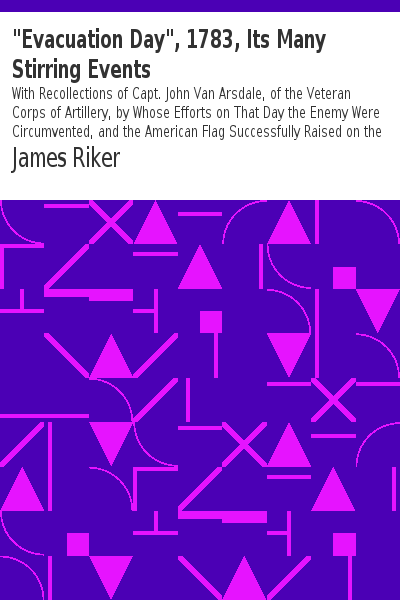 "Evacuation Day", 1783, Its Many
Stirring Events
With Recollections of Capt. John Van Arsdale, of the Veteran
Corps of Artillery, by Whose Efforts on That Day the Enemy Were
Circumvented, and the American Flag Successfully Raised on the
James Riker